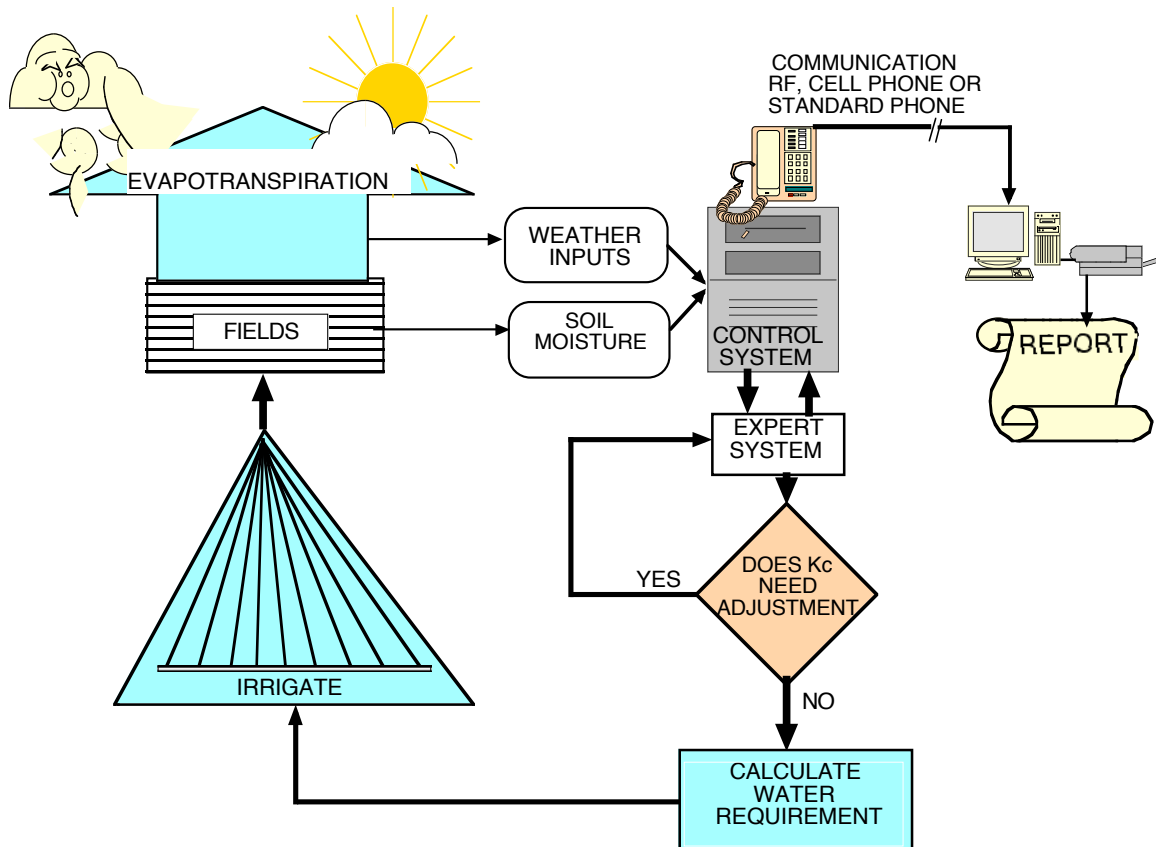 COMMUNICATION
RF, CELL PHONE OR
STANDARD PHONE
EVAPOTRANSPIRATION
WEATHER
INPUTS
FIELDS
SOIL
MOISTURE
CONTROL
SYSTEM
REPORT
EXPERT
SYSTEM
YES
DOES Kc
NEED
ADJUSTMENT
IRRIGATE
NO
CALCULATE
WATER
REQUIREMENT